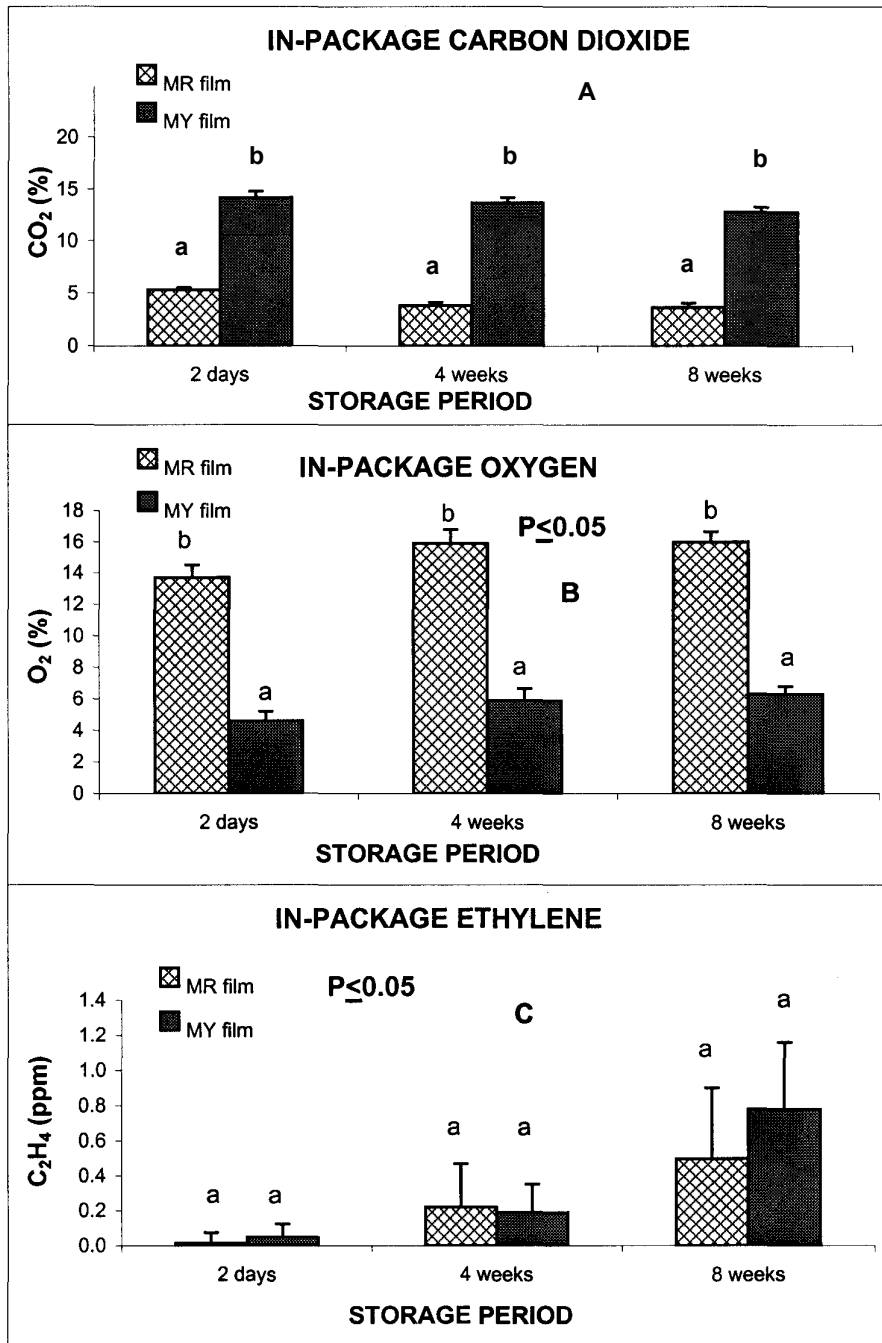 IN-PACKAGE CARBON DIOXIDE
MR film
MY film
A
CO₂ (%)
20
15
10
5
0
a
b
a
b
a
b
2 days
4 weeks
8 weeks
STORAGE PERIOD
IN-PACKAGE OXYGEN
MR film
MY film
P≤0.05
B
O₂ (%)
18
16
14
12
10
8
6
4
2
0
b
a
b
a
b
a
2 days
4 weeks
8 weeks
STORAGE PERIOD
IN-PACKAGE ETHYLENE
MR film
MY film
P≤0.05
C
C₂H₄ (ppm)
1.4
1.2
1.0
0.8
0.6
0.4
0.2
0.0
a
a
a
a
a
a
2 days
4 weeks
8 weeks
STORAGE PERIOD